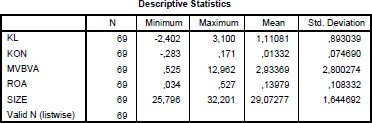 Descriptive Statistics
N Minimum Maximum Mean Std. Deviation
KL 69 -2,402 3,100 1,11081 ,893039
KON 69 -,283 ,171 ,01332 ,074690
MVBVA 69 ,525 12,962 2,93369 2,800274
ROA 69 ,034 ,527 ,13979 ,108332
SIZE 69 25,796 32,201 29,07277 1,644692
Valid N (listwise) 69